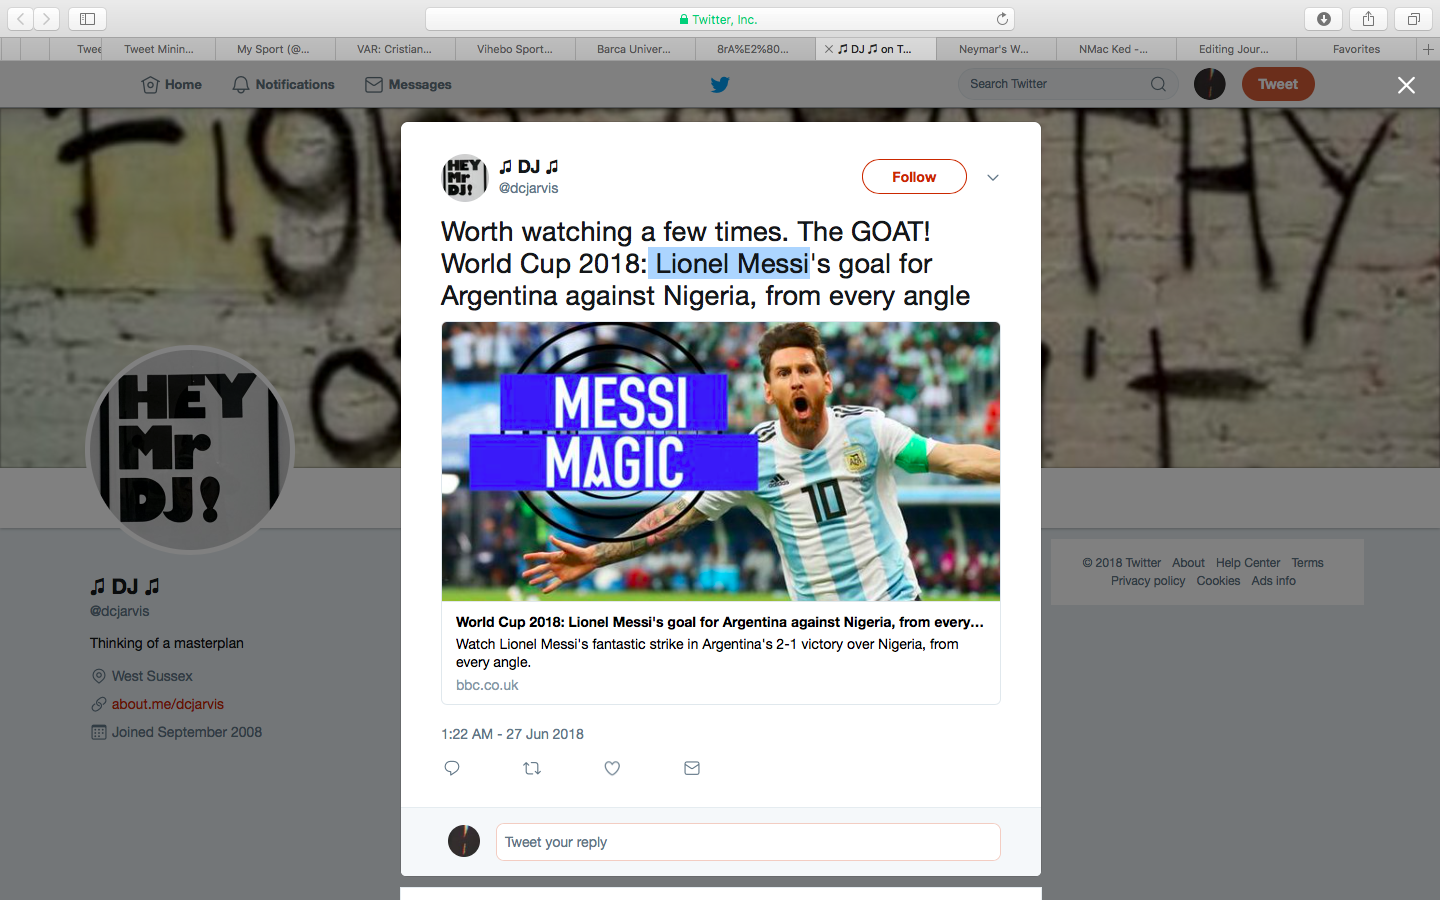 Twitter, Inc.
Twee
Tweet Minin...
My Sport (@...
VAR: Cristian...
Vihebo Sport...
Barca Univer...
8rA%E2%80...
♫ DJ ♫ on T...
Neymar's W...
NMac Ked -...
Editing Jour...
Favorites
Home
Notifications
Messages
Search Twitter
Tweet
HEY
Mr
DJ!
♫ DJ ♫
@dcjarvis
Follow
Worth watching a few times. The GOAT!
World Cup 2018: Lionel Messi's goal for
Argentina against Nigeria, from every angle
MESSI
MAGIC
AFA
adidas
10
World Cup 2018: Lionel Messi's goal for Argentina against Nigeria, from every...
Watch Lionel Messi's fantastic strike in Argentina's 2-1 victory over Nigeria, from
every angle.
bbc.co.uk
1:22 AM - 27 Jun 2018
Tweet your reply
HEY
Mr
DJ!
♫ DJ ♫
@dcjarvis
Thinking of a masterplan
West Sussex
about.me/dcjarvis
Joined September 2008
© 2018 Twitter About Help Center Terms
Privacy policy Cookies Ads info